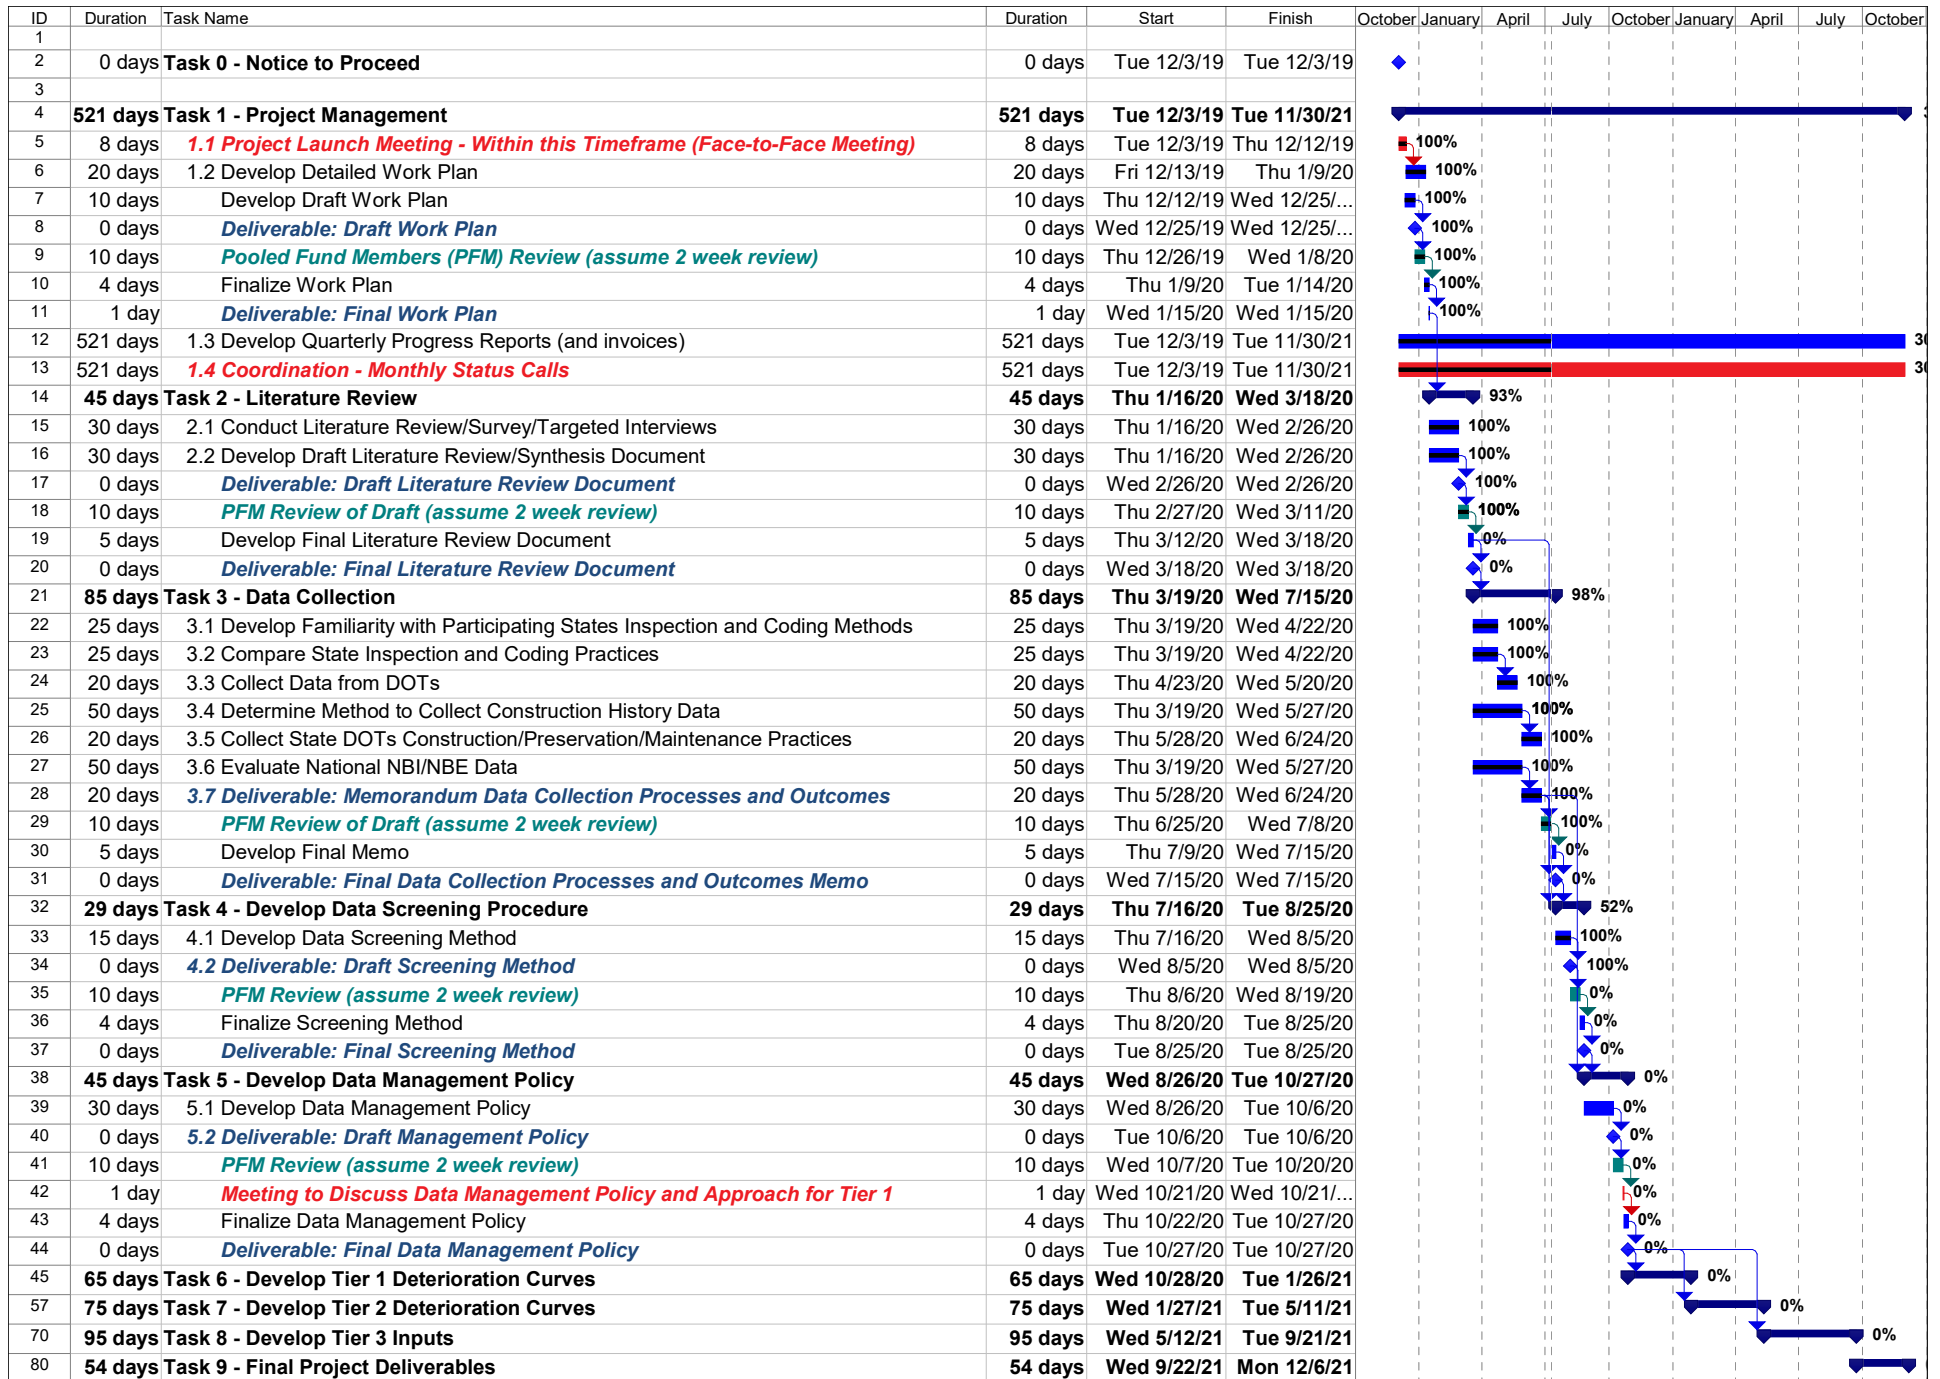 ID Duration Task Name Duration Start Finish October January April July October January April July October
1
2 0 days Task 0 - Notice to Proceed 0 days Tue 12/3/19 Tue 12/3/19
3
4 521 days Task 1 - Project Management 521 days Tue 12/3/19 Tue 11/30/21
5 8 days 1.1 Project Launch Meeting - Within this Timeframe (Face-to-Face Meeting) 8 days Tue 12/3/19 Thu 12/12/19 100%
6 20 days 1.2 Develop Detailed Work Plan 20 days Fri 12/13/19 Thu 1/9/20 100%
7 10 days Develop Draft Work Plan 10 days Thu 12/12/19 Wed 12/25/... 100%
8 0 days Deliverable: Draft Work Plan 0 days Wed 12/25/19 Wed 12/25/... 100%
9 10 days Pooled Fund Members (PFM) Review (assume 2 week review) 10 days Thu 12/26/19 Wed 1/8/20 100%
10 4 days Finalize Work Plan 4 days Thu 1/9/20 Tue 1/14/20 100%
11 1 day Deliverable: Final Work Plan 1 day Wed 1/15/20 Wed 1/15/20 100%
12 521 days 1.3 Develop Quarterly Progress Reports (and invoices) 521 days Tue 12/3/19 Tue 11/30/21
13 521 days 1.4 Coordination - Monthly Status Calls 521 days Tue 12/3/19 Tue 11/30/21
14 45 days Task 2 - Literature Review 45 days Thu 1/16/20 Wed 3/18/20 93%
15 30 days 2.1 Conduct Literature Review/Survey/Targeted Interviews 30 days Thu 1/16/20 Wed 2/26/20 100%
16 30 days 2.2 Develop Draft Literature Review/Synthesis Document 30 days Thu 1/16/20 Wed 2/26/20 100%
17 0 days Deliverable: Draft Literature Review Document 0 days Wed 2/26/20 Wed 2/26/20 100%
18 10 days PFM Review of Draft (assume 2 week review) 10 days Thu 2/27/20 Wed 3/11/20 100%
19 5 days Develop Final Literature Review Document 5 days Thu 3/12/20 Wed 3/18/20 0%
20 0 days Deliverable: Final Literature Review Document 0 days Wed 3/18/20 Wed 3/18/20 0%
21 85 days Task 3 - Data Collection 85 days Thu 3/19/20 Wed 7/15/20 98%
22 25 days 3.1 Develop Familiarity with Participating States Inspection and Coding Methods 25 days Thu 3/19/20 Wed 4/22/20 100%
23 25 days 3.2 Compare State Inspection and Coding Practices 25 days Thu 3/19/20 Wed 4/22/20 100%
24 20 days 3.3 Collect Data from DOTs 20 days Thu 4/23/20 Wed 5/20/20 100%
25 50 days 3.4 Determine Method to Collect Construction History Data 50 days Thu 3/19/20 Wed 5/27/20 100%
26 20 days 3.5 Collect State DOTs Construction/Preservation/Maintenance Practices 20 days Thu 5/28/20 Wed 6/24/20 100%
27 50 days 3.6 Evaluate National NBI/NBE Data 50 days Thu 3/19/20 Wed 5/27/20 100%
28 20 days 3.7 Deliverable: Memorandum Data Collection Processes and Outcomes 20 days Thu 5/28/20 Wed 6/24/20 100%
29 10 days PFM Review of Draft (assume 2 week review) 10 days Thu 6/25/20 Wed 7/8/20 100%
30 5 days Develop Final Memo 5 days Thu 7/9/20 Wed 7/15/20 0%
31 0 days Deliverable: Final Data Collection Processes and Outcomes Memo 0 days Wed 7/15/20 Wed 7/15/20 0%
32 29 days Task 4 - Develop Data Screening Procedure 29 days Thu 7/16/20 Tue 8/25/20 52%
33 15 days 4.1 Develop Data Screening Method 15 days Thu 7/16/20 Wed 8/5/20 100%
34 0 days 4.2 Deliverable: Draft Screening Method 0 days Wed 8/5/20 Wed 8/5/20 100%
35 10 days PFM Review (assume 2 week review) 10 days Thu 8/6/20 Wed 8/19/20 0%
36 4 days Finalize Screening Method 4 days Thu 8/20/20 Tue 8/25/20 0%
37 0 days Deliverable: Final Screening Method 0 days Tue 8/25/20 Tue 8/25/20 0%
38 45 days Task 5 - Develop Data Management Policy 45 days Wed 8/26/20 Tue 10/27/20 0%
39 30 days 5.1 Develop Data Management Policy 30 days Wed 8/26/20 Tue 10/6/20 0%
40 0 days 5.2 Deliverable: Draft Management Policy 0 days Tue 10/6/20 Tue 10/6/20 0%
41 10 days PFM Review (assume 2 week review) 10 days Wed 10/7/20 Tue 10/20/20 0%
42 1 day Meeting to Discuss Data Management Policy and Approach for Tier 1 1 day Wed 10/21/20 Wed 10/21/... 0%
43 4 days Finalize Data Management Policy 4 days Thu 10/22/20 Tue 10/27/20 0%
44 0 days Deliverable: Final Data Management Policy 0 days Tue 10/27/20 Tue 10/27/20 0%
45 65 days Task 6 - Develop Tier 1 Deterioration Curves 65 days Wed 10/28/20 Tue 1/26/21 0%
57 75 days Task 7 - Develop Tier 2 Deterioration Curves 75 days Wed 1/27/21 Tue 5/11/21 0%
70 95 days Task 8 - Develop Tier 3 Inputs 95 days Wed 5/12/21 Tue 9/21/21 0%
80 54 days Task 9 - Final Project Deliverables 54 days Wed 9/22/21 Mon 12/6/21